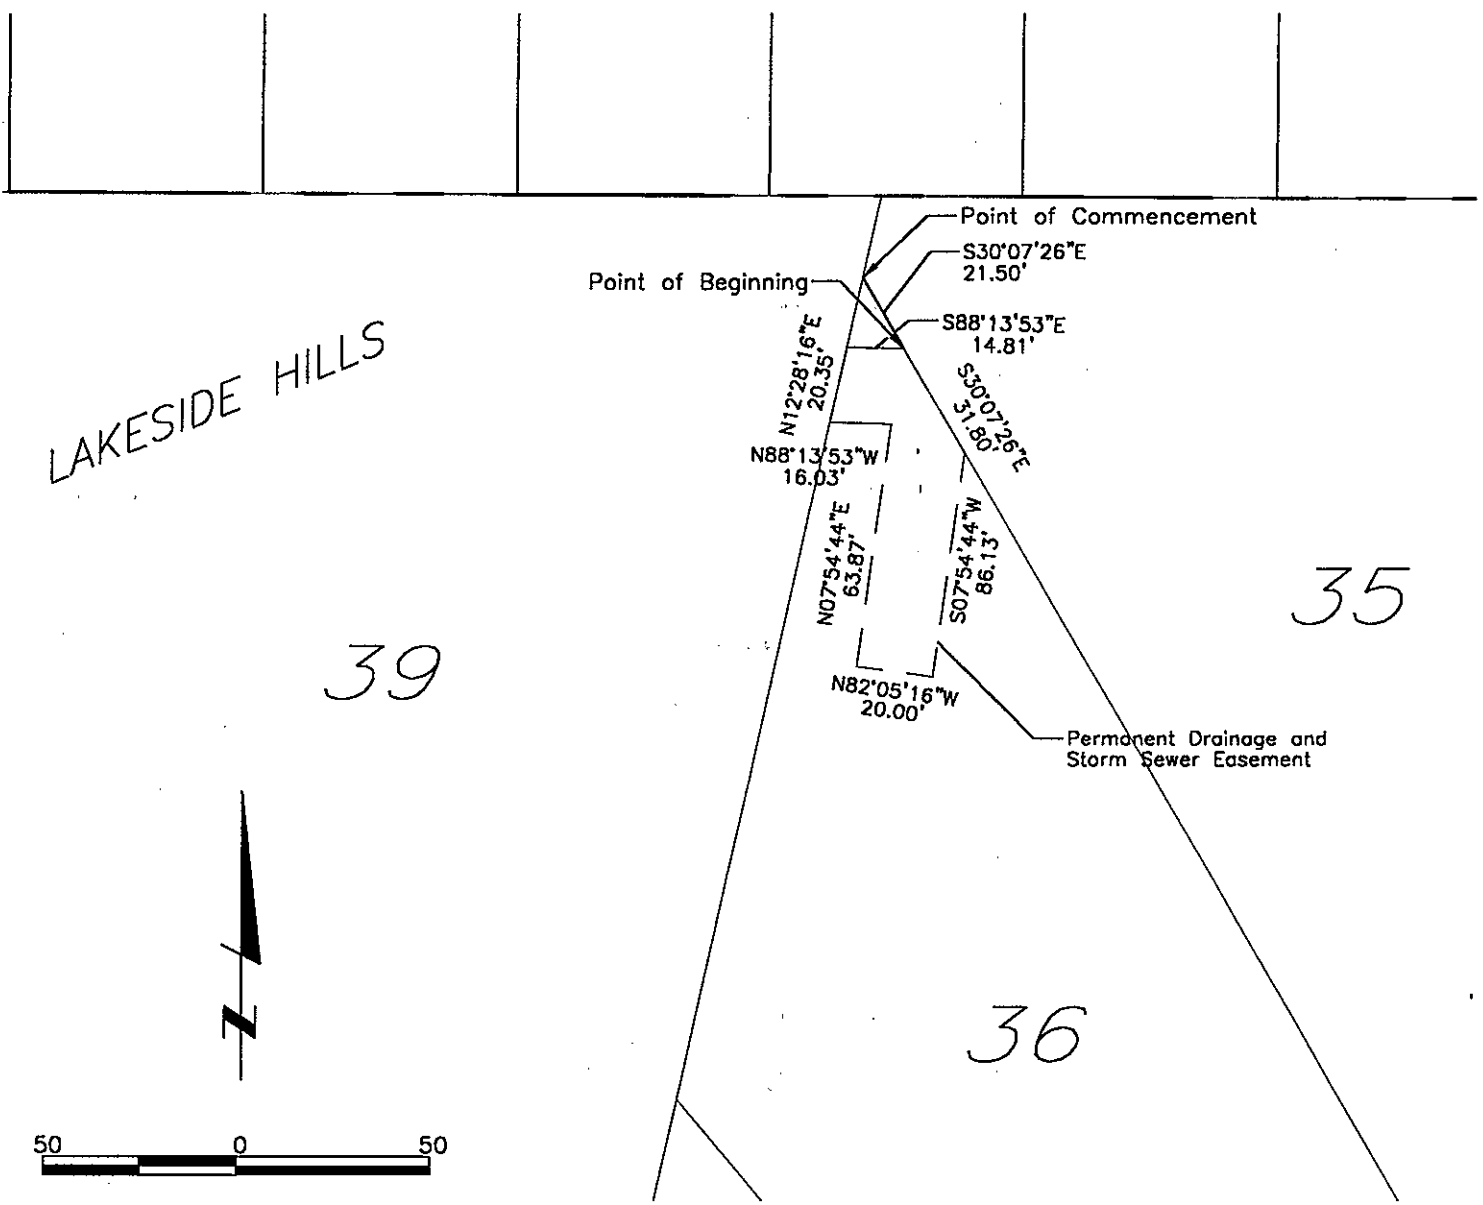 Point of Commencement
S30°07'26"E
21.50'
Point of Beginning
S88°13'53"E
14.81'
N12°28'16"E
20.35'
S30°07'26"E
31.80'
LAKESIDE HILLS
N88°13'53"W
16.03'
N07°54'44"E
63.87'
S07°54'44"W
86.13'
35
39
N82°05'16"W
20.00'
Permanent Drainage and
Storm Sewer Easement
N
36
50 0 50